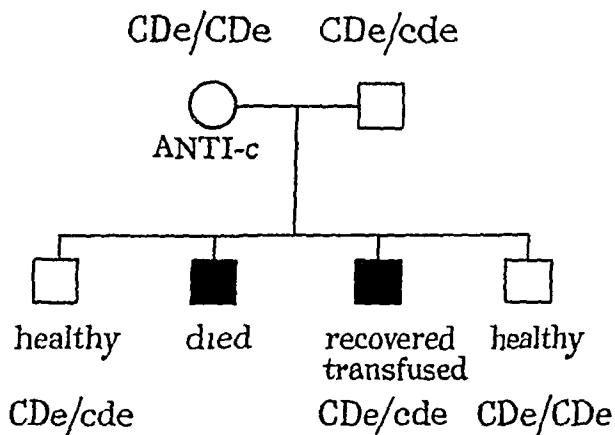 CDe/CDe CDe/cde
ANTI-c
healthy died recovered healthy
transfused
CDe/cde CDe/cde CDe/CDe